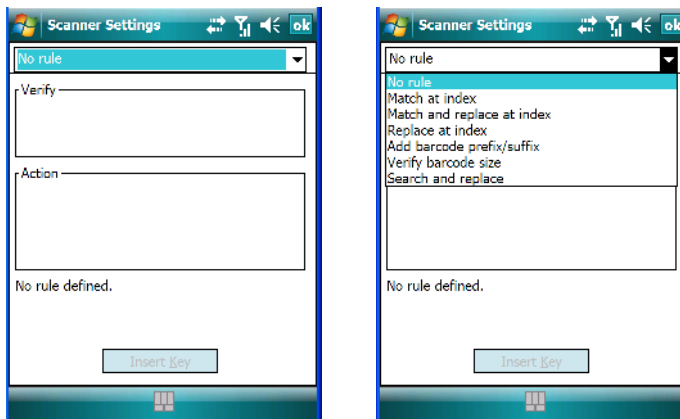 Scanner Settings
ok
No rule
Verify
Action
No rule defined.
Insert Key
Scanner Settings
ok
No rule
No rule
Match at index
Match and replace at index
Replace at index
Add barcode prefix/suffix
Verify barcode size
Search and replace
No rule defined.
Insert Key